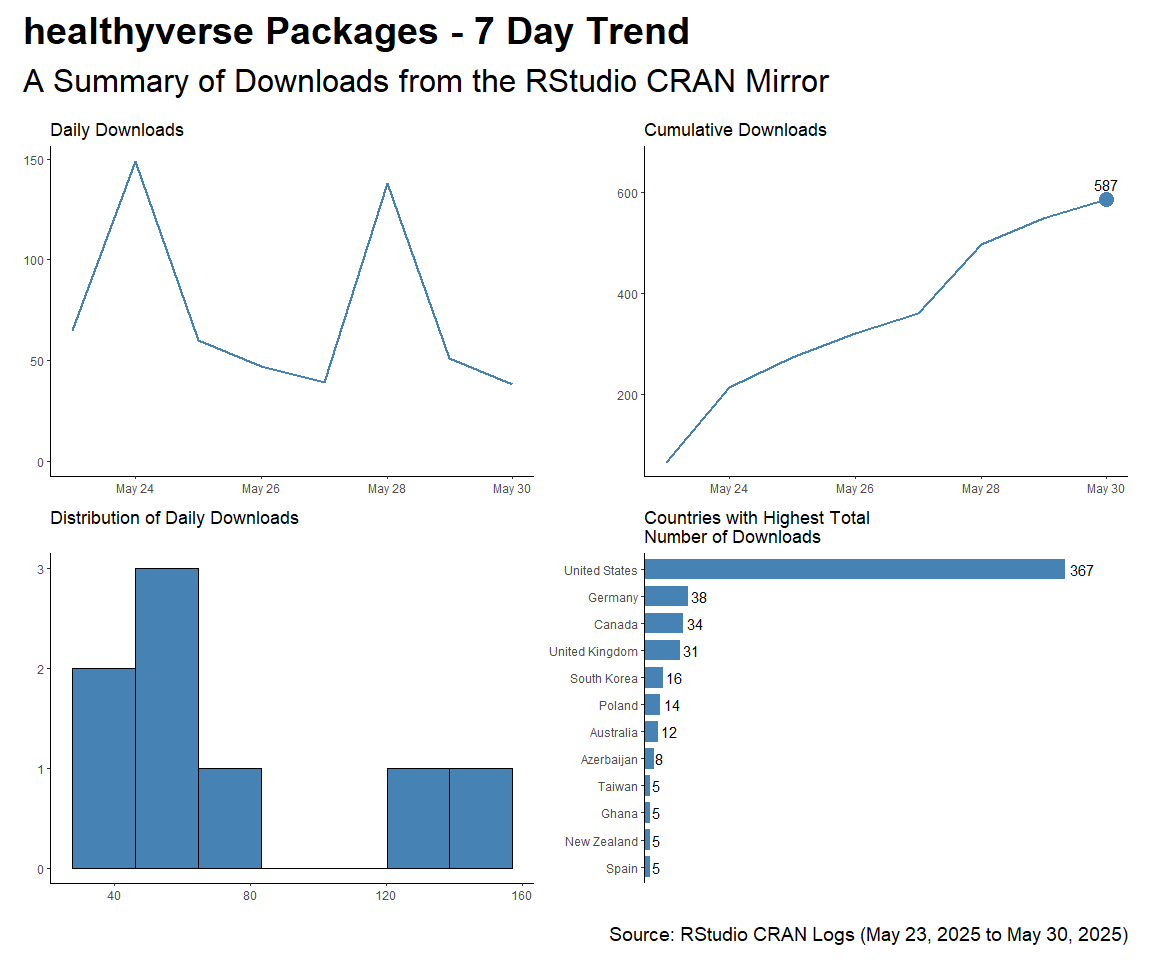 healthyverse Packages - 7 Day Trend
A Summary of Downloads from the RStudio CRAN Mirror
Daily Downloads
150
100
50
0
May 24 May 26 May 28 May 30
Cumulative Downloads
600
400
200
587
May 24 May 26 May 28 May 30
Distribution of Daily Downloads
3
2
1
0
40 80 120 160
Countries with Highest Total
Number of Downloads
United States 367
Germany 38
Canada 34
United Kingdom 31
South Korea 16
Poland 14
Australia 12
Azerbaijan 8
Taiwan 5
Ghana 5
New Zealand 5
Spain 5
Source: RStudio CRAN Logs (May 23, 2025 to May 30, 2025)